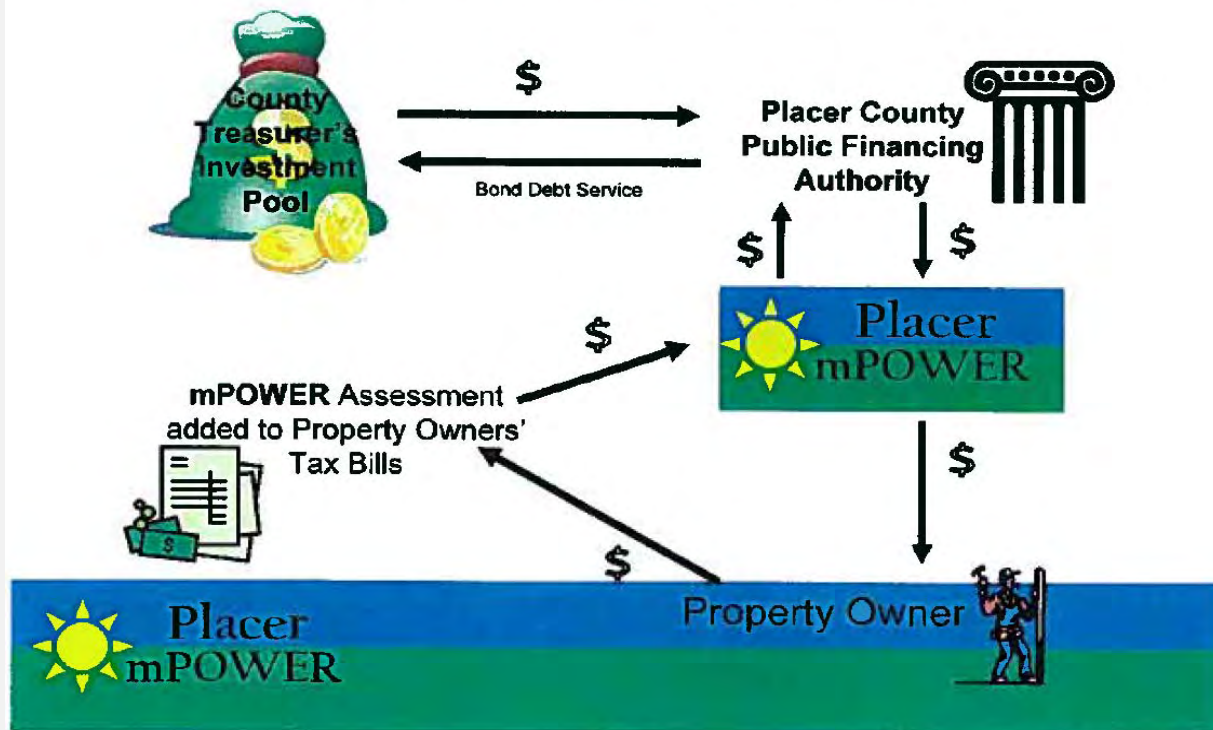 County
Treasurer's
Investment
Pool
$
Bond Debt Service
Placer County
Public Financing
Authority
$
$
Placer
mPOWER
$
mPOWER Assessment
added to Property Owners'
Tax Bills
$
$
$
Property Owner
Placer
mPOWER